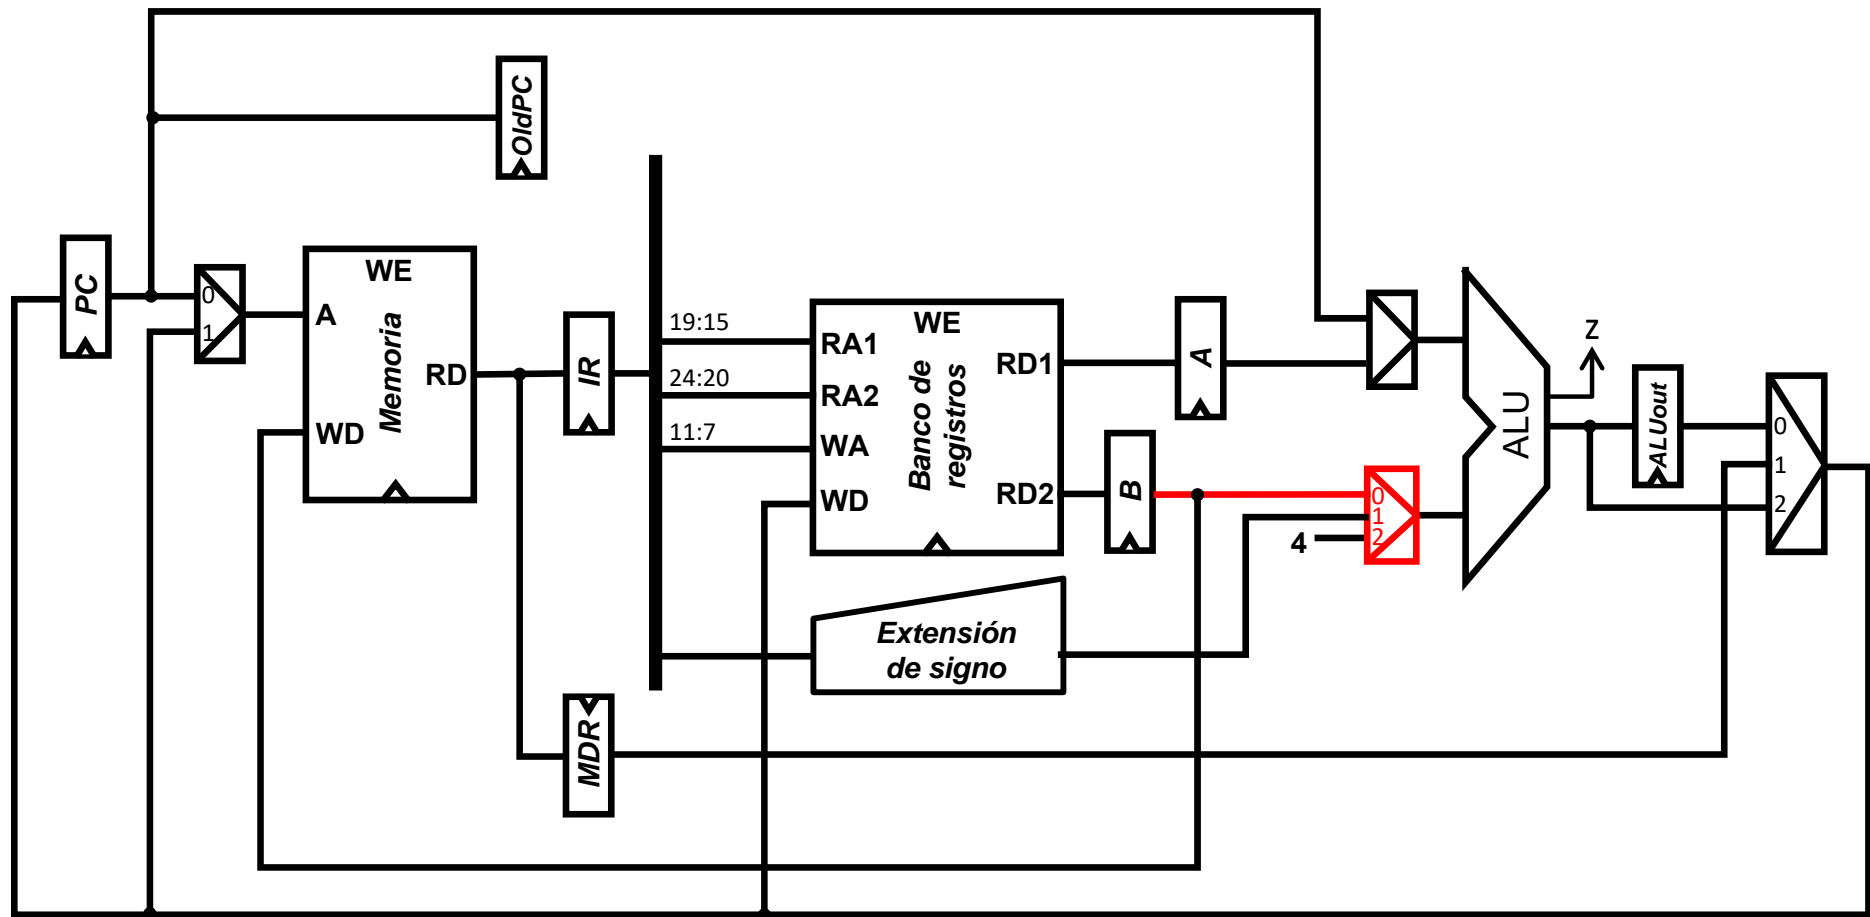 OldPC
PC
0
1
A
WE
Memoria
RD
WD
IR
19:15
24:20
11:7
RA1
RA2
WA
WD
WE
Banco de
registros
RD1
RD2
A
B
0
1
2
4
ALU
Z
ALUout
0
1
2
Extensión
de signo
MDR